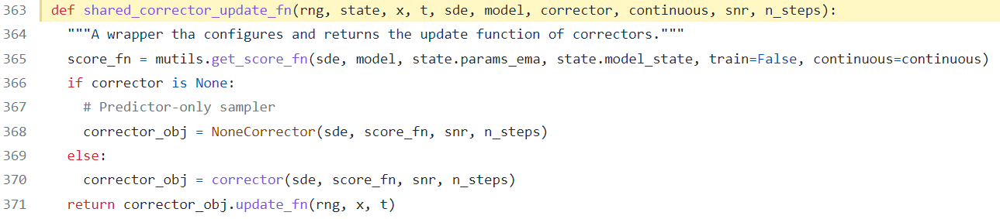 363 def shared_corrector_update_fn(rng, state, x, t, sde, model, corrector, continuous, snr, n_steps):
364   """A wrapper tha configures and returns the update function of correctors."""
365   score_fn = mutils.get_score_fn(sde, model, state.params_ema, state.model_state, train=False, continuous=continuous)
366   if corrector is None:
367     # Predictor-only sampler
368     corrector_obj = NoneCorrector(sde, score_fn, snr, n_steps)
369   else:
370     corrector_obj = corrector(sde, score_fn, snr, n_steps)
371   return corrector_obj.update_fn(rng, x, t)